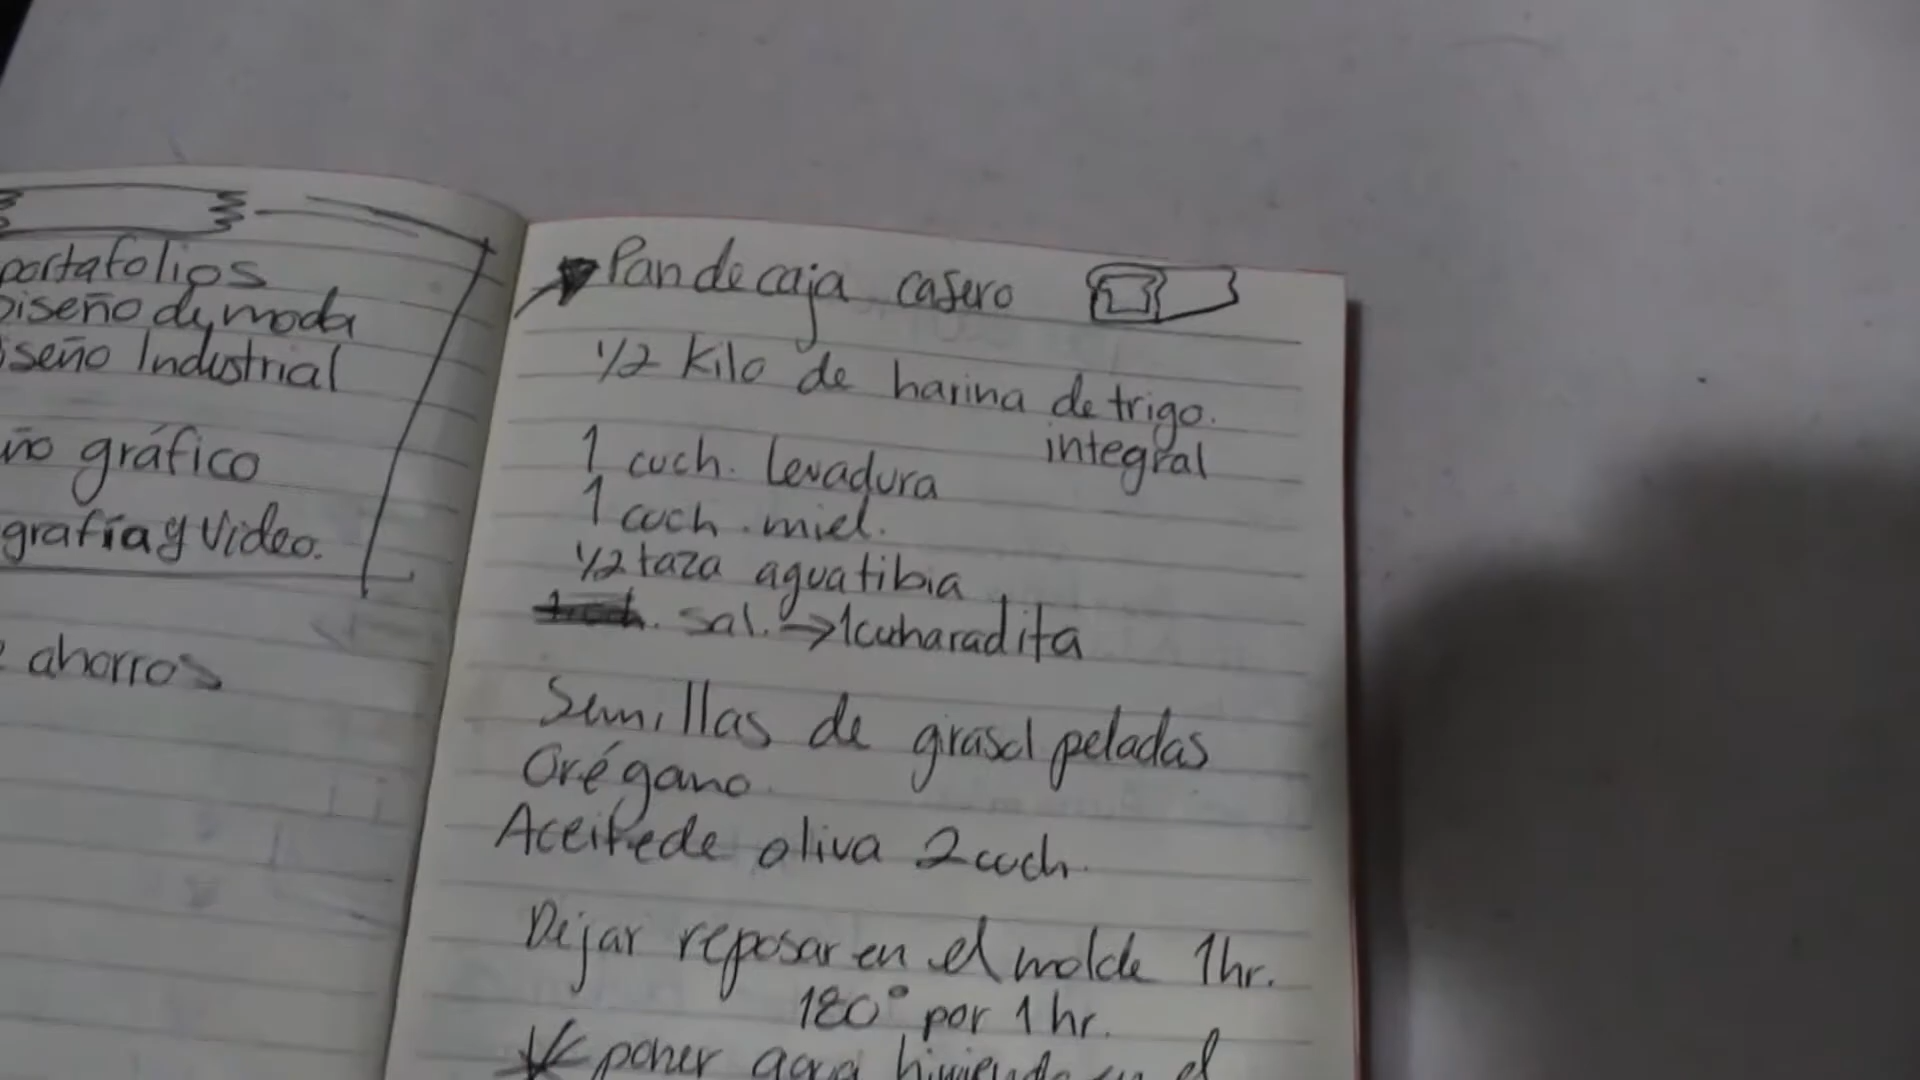 portafolios
Diseño de moda
iseño Industrial
ño gráfico
grafía y Video.
ahorros
Pan de caja casero
1/2 Kilo de harina de trigo.
integral
1 cuch. levadura
1 cuch. miel.
1/2 taza agua tibia
sal. → 1 cucharadita
Semillas de girasol peladas
Orégano
Aceite de oliva 2 cuch.
Dejar reposar en el molde 1hr.
180° por 1 hr.
poner agua hirviendo en el